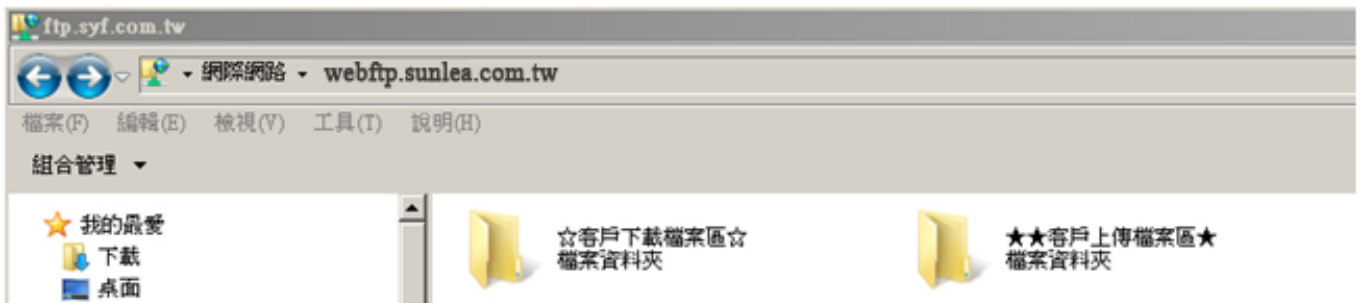 ftp.syf.com.tw
網際網路 webftp.sunlea.com.tw
檔案(F) 編輯(E) 檢視(V) 工具(T) 說明(H)
組合管理
我的最愛
下載
桌面
☆客戶下載檔案區☆
檔案資料夾
★★客戶上傳檔案區★
檔案資料夾